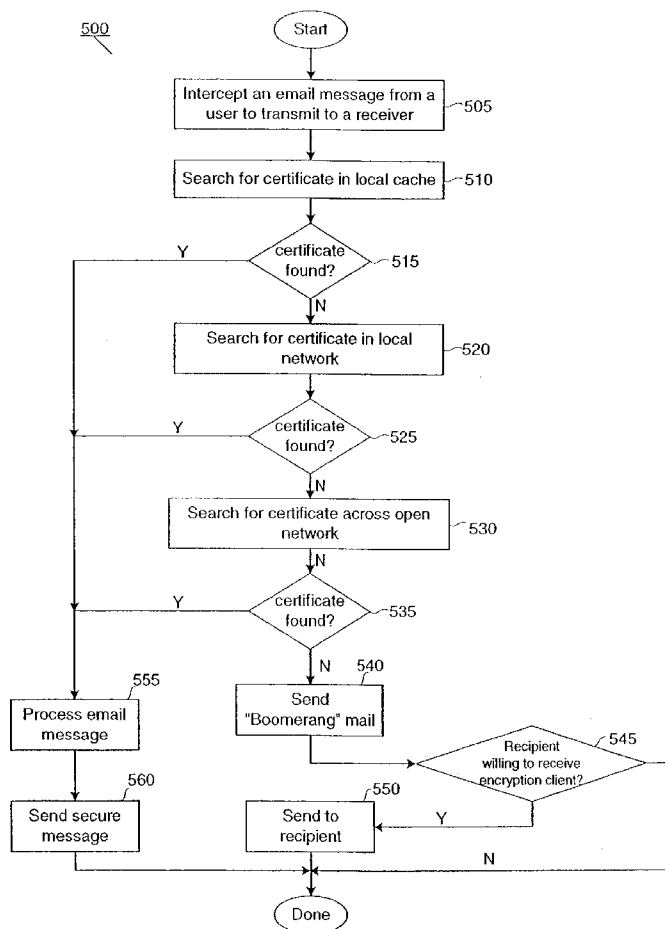 500
Start
Intercept an email message from a
user to transmit to a receiver
505
Search for certificate in local cache
510
Y
certificate
found?
515
N
Search for certificate in local
network
520
Y
certificate
found?
525
N
Search for certificate across open
network
530
N
Y
certificate
found?
535
N
540
555
Send
"Boomerang" mail
Process email
message
545
Recipient
willing to receive
encryption client?
560
550
Send secure
message
Send to
recipient
Y
N
Done